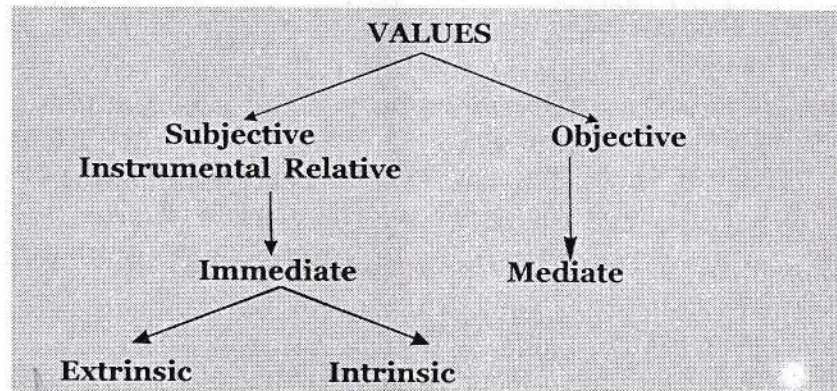 VALUES
Subjective Objective
Instrumental Relative
Immediate Mediate
Extrinsic Intrinsic